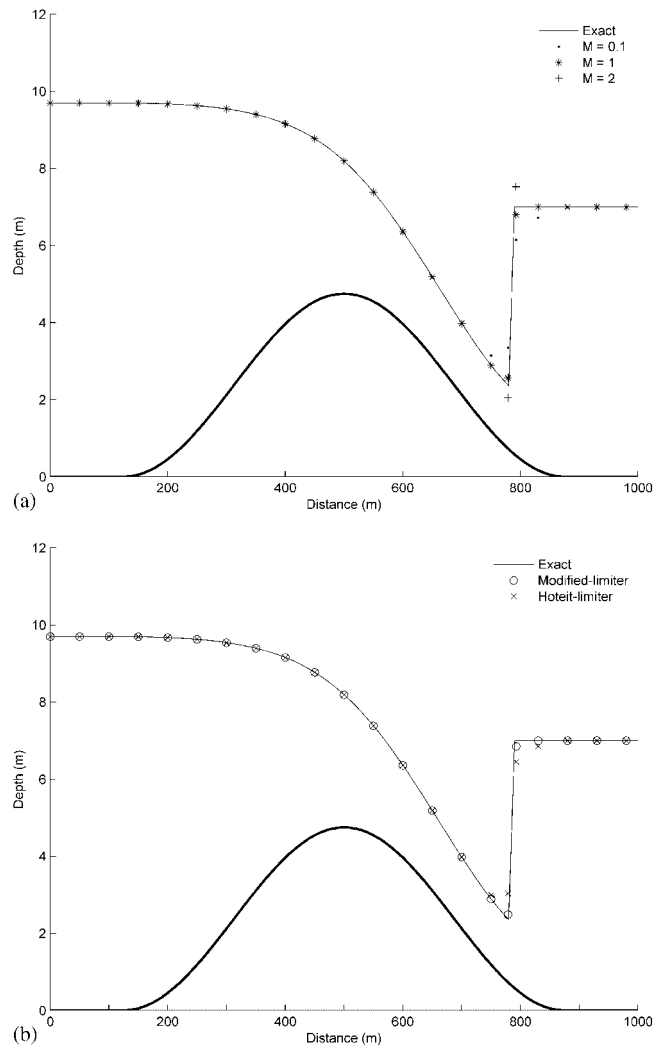 12
10
8
6
4
2
0
Depth (m)
Exact
M = 0.1
M = 1
M = 2
0 200 400 600 800 1000
Distance (m)
(a)
12
10
8
6
4
2
0
Depth (m)
Exact
Modified-limiter
Hoteit-limiter
0 200 400 600 800 1000
Distance (m)
(b)